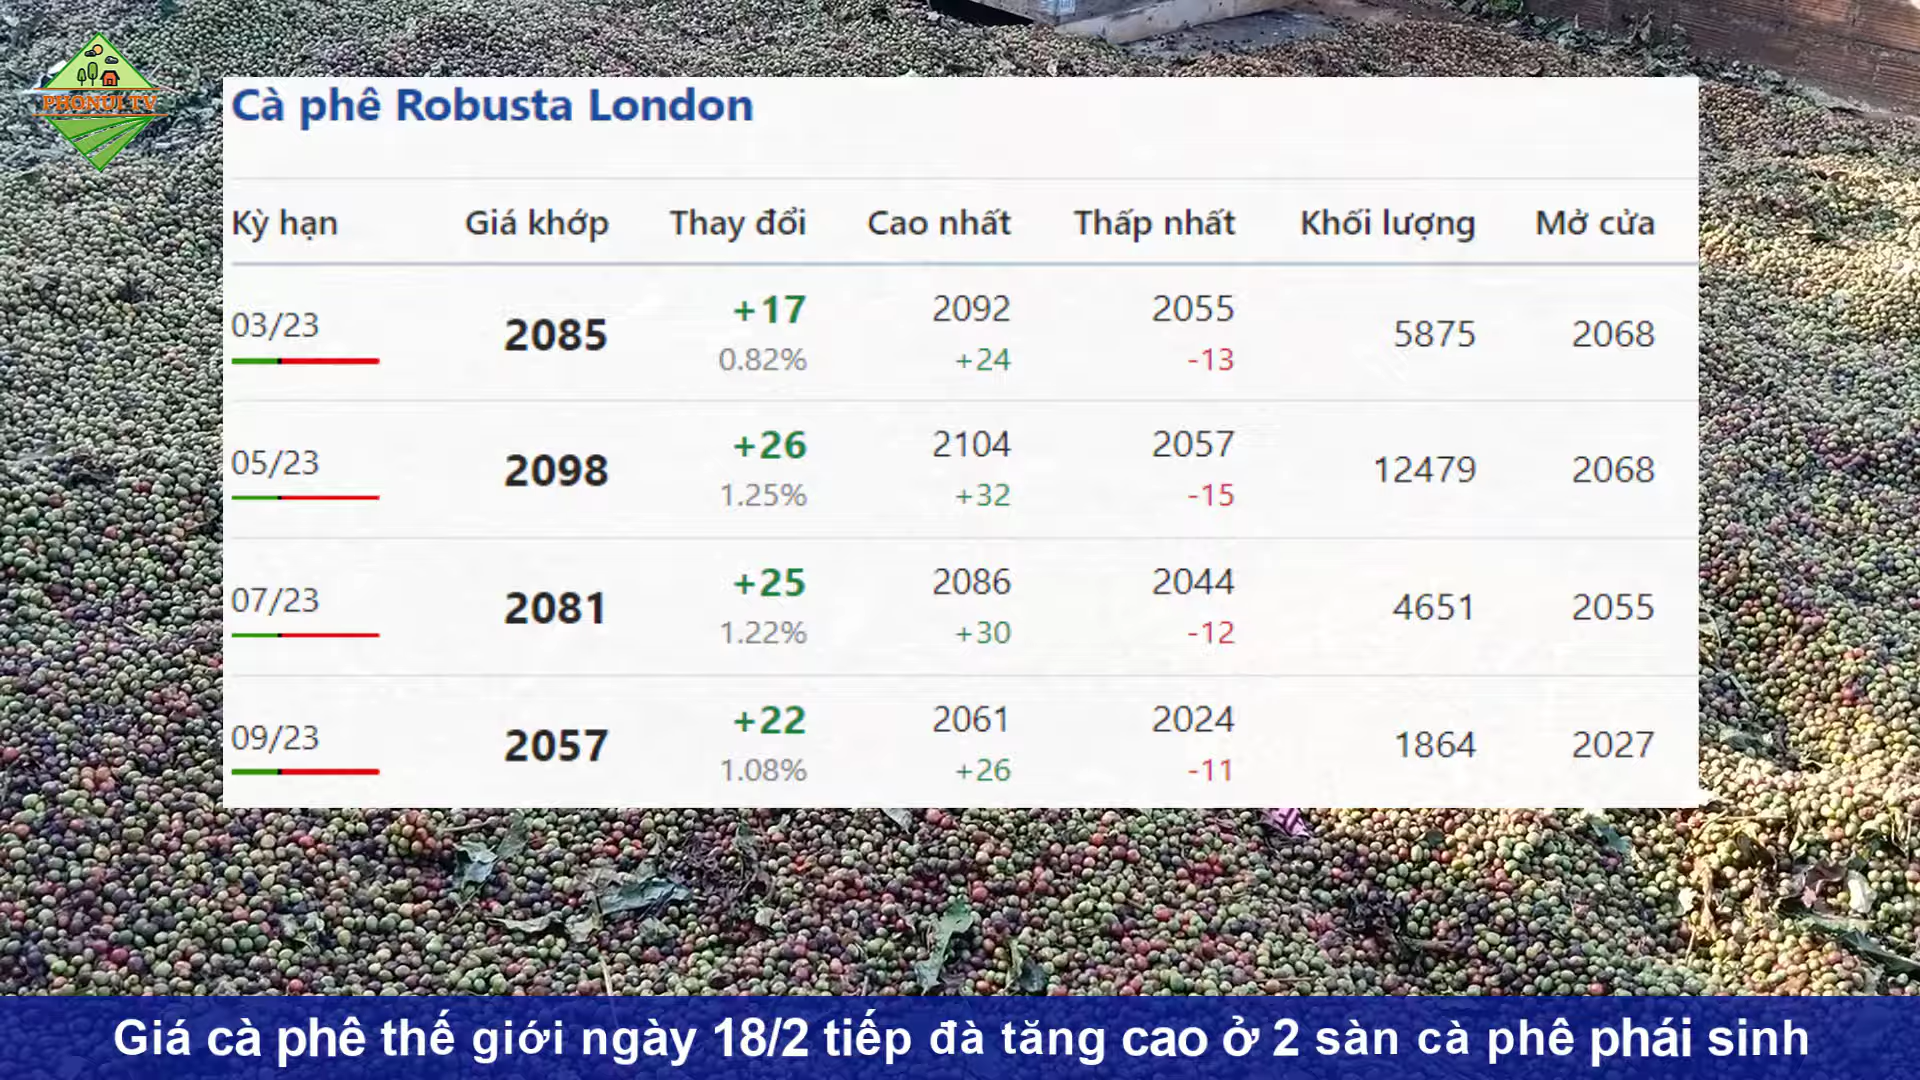 PHONUI TV
Cà phê Robusta London
Kỳ hạn Giá khớp Thay đổi Cao nhất Thấp nhất Khối lượng Mở cửa
03/23 2085 +17 2092 2055 5875 2068
0.82% +24 -13
05/23 2098 +26 2104 2057 12479 2068
1.25% +32 -15
07/23 2081 +25 2086 2044 4651 2055
1.22% +30 -12
09/23 2057 +22 2061 2024 1864 2027
1.08% +26 -11
Giá cà phê thế giới ngày 18/2 tiếp đà tăng cao ở 2 sàn cà phê phái sinh